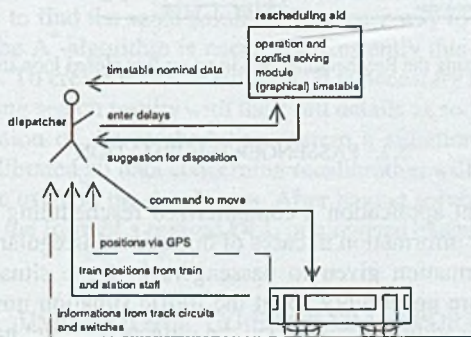 rescheduling aid
operation and
conflict solving
module
(graphical) timetable
timetable nominal data
dispatcher
enter delays
suggestion for disposition
command to move
positions via GPS
train positions from train
and station staff
informations from track circuits
and switches